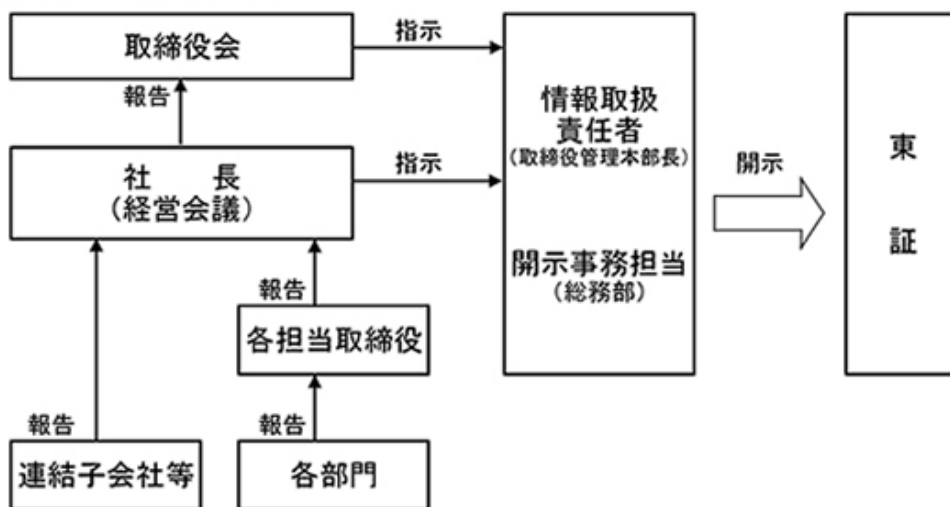 取締役会
指示
報告
社長
(経営会議)
指示
情報取扱
責任者
(取締役管理本部長)
開示事務担当
(総務部)
開示
東
証
報告
各担当取締役
報告
報告
連結子会社等
各部門